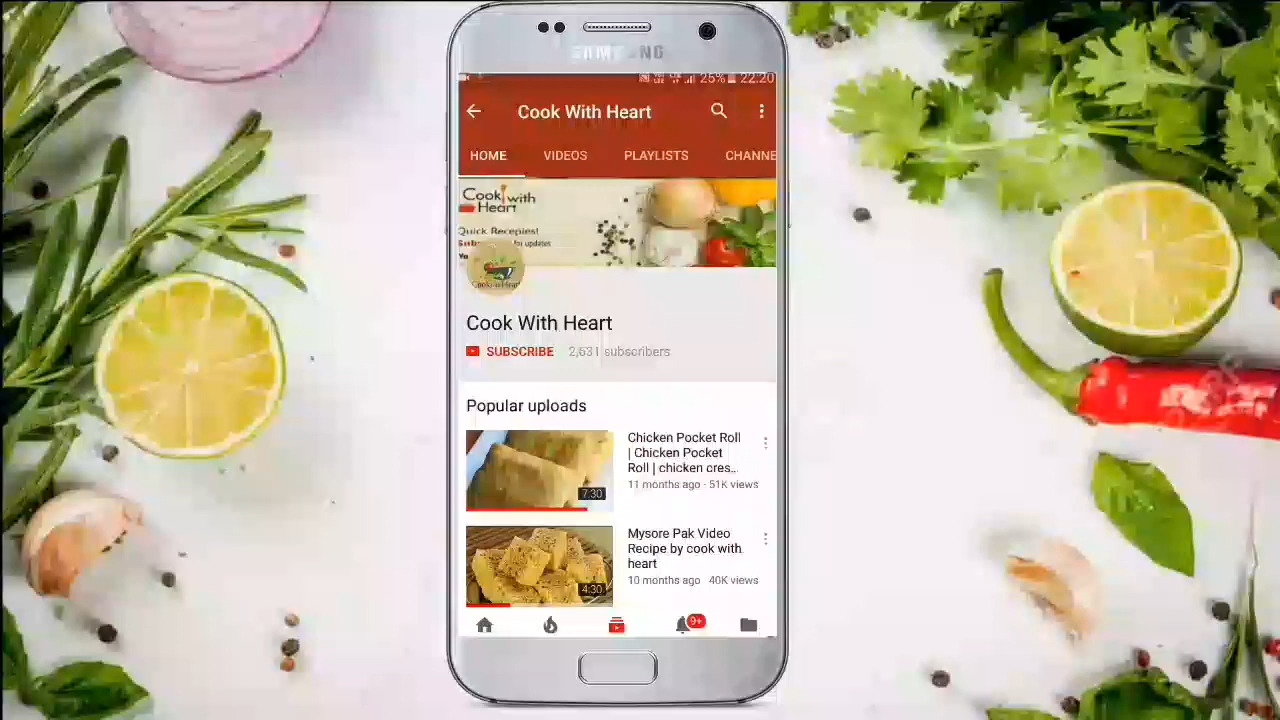 SAMSUNG
25% 22:20
Cook With Heart
HOME VIDEOS PLAYLISTS CHANNE
Cook with
Heart
Quick Recepies!
for updates
Cook With Heart
SUBSCRIBE 2,631 subscribers
Popular uploads
Chicken Pocket Roll
| Chicken Pocket
Roll | chicken cres...
11 months ago · 51K views
7:30
Mysore Pak Video
Recipe by cook with
heart
10 months ago · 40K views
4:30
9+